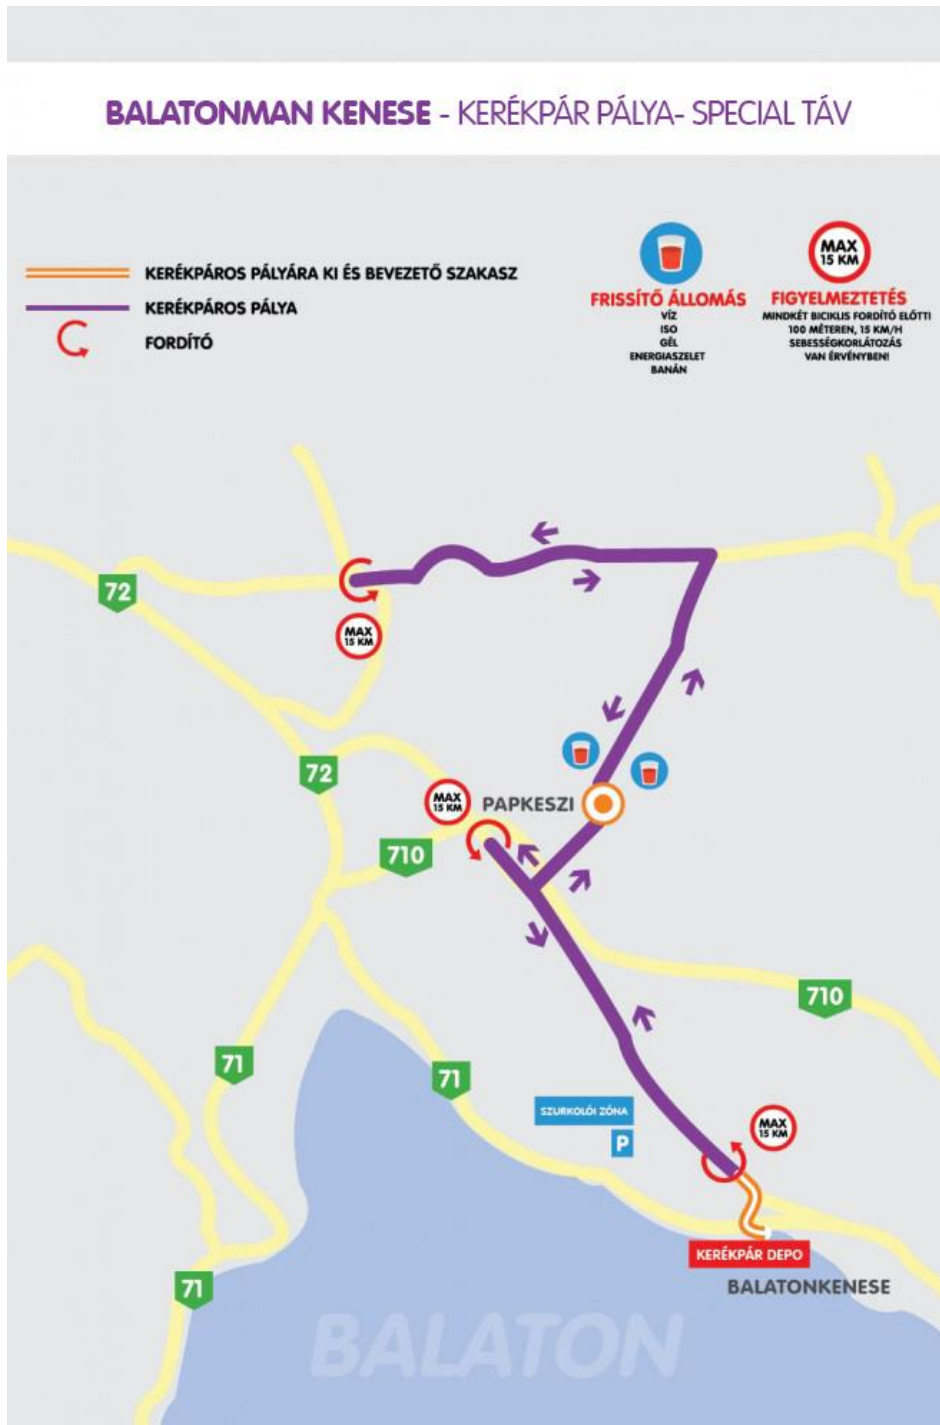 BALATONMAN KENESE - KERÉKPÁR PÁLYA- SPECIAL TÁV
KERÉKPÁROS PÁLYÁRA KI ÉS BEVEZETŐ SZAKASZ
KERÉKPÁROS PÁLYA
FORDÍTÓ
FRISSÍTŐ ÁLLOMÁS
VÍZ
ISO
GÉL
ENERGIASZELET
BANÁN
MAX
15 KM
FIGYELMEZTETÉS
MINDKÉT BICIKLIS FORDÍTÓ ELŐTTI
100 MÉTEREN, 15 KM/H
SEBESSÉGKORLÁTOZÁS
VAN ÉRVÉNYBEN!
72
MAX
15 KM
72
MAX
15 KM
PAPKESZI
710
710
71
71
SZURKOLÓI ZÓNA
P
MAX
15 KM
KERÉKPÁR DEPO
BALATONKENESE
71
BALATON